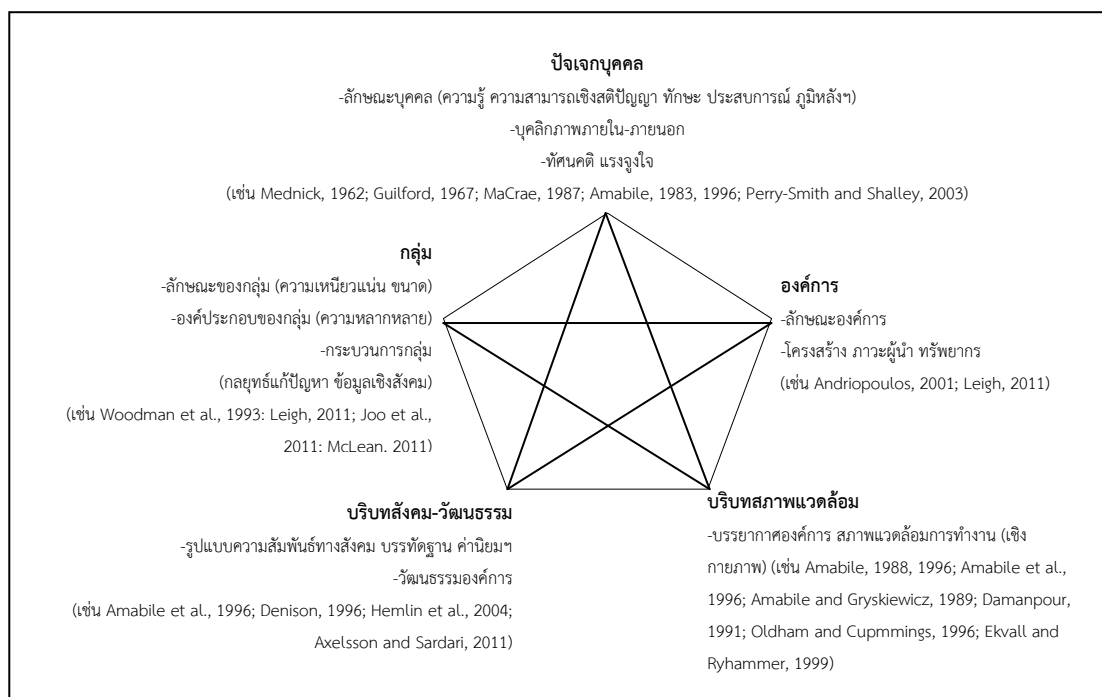 ปัจเจกบุคคล
-ลักษณะบุคคล (ความรู้ ความสามารถเชิงสติปัญญา ทักษะ ประสบการณ์ ภูมิหลังฯ)
-บุคลิกภาพภายใน-ภายนอก
-ทัศนคติ แรงจูงใจ
(เช่น Mednick, 1962; Guilford, 1967; MaCrae, 1987; Amabile, 1983, 1996; Perry-Smith and Shalley, 2003)
กลุ่ม
-ลักษณะของกลุ่ม (ความเหนียวแน่น ขนาด)
-องค์ประกอบของกลุ่ม (ความหลากหลาย)
-กระบวนการกลุ่ม
(กลยุทธ์แก้ปัญหา ข้อมูลเชิงสังคม)
(เช่น Woodman et al., 1993: Leigh, 2011; Joo et al.,
2011: McLean. 2011)
องค์การ
-ลักษณะองค์การ
-โครงสร้าง ภาวะผู้นำ ทรัพยากร
(เช่น Andriopoulos, 2001; Leigh, 2011)
บริบทสังคม-วัฒนธรรม
-รูปแบบความสัมพันธ์ทางสังคม บรรทัดฐาน ค่านิยมฯ
-วัฒนธรรมองค์การ
(เช่น Amabile et al., 1996; Denison, 1996; Hemlin et al., 2004;
Axelsson and Sardari, 2011)
บริบทสภาพแวดล้อม
-บรรยากาศองค์การ สภาพแวดล้อมการทำงาน (เชิง
กายภาพ) (เช่น Amabile, 1988, 1996; Amabile et al.,
1996; Amabile and Gryskiewicz, 1989; Damanpour,
1991; Oldham and Cupmmings, 1996; Ekvall and
Ryhammer, 1999)